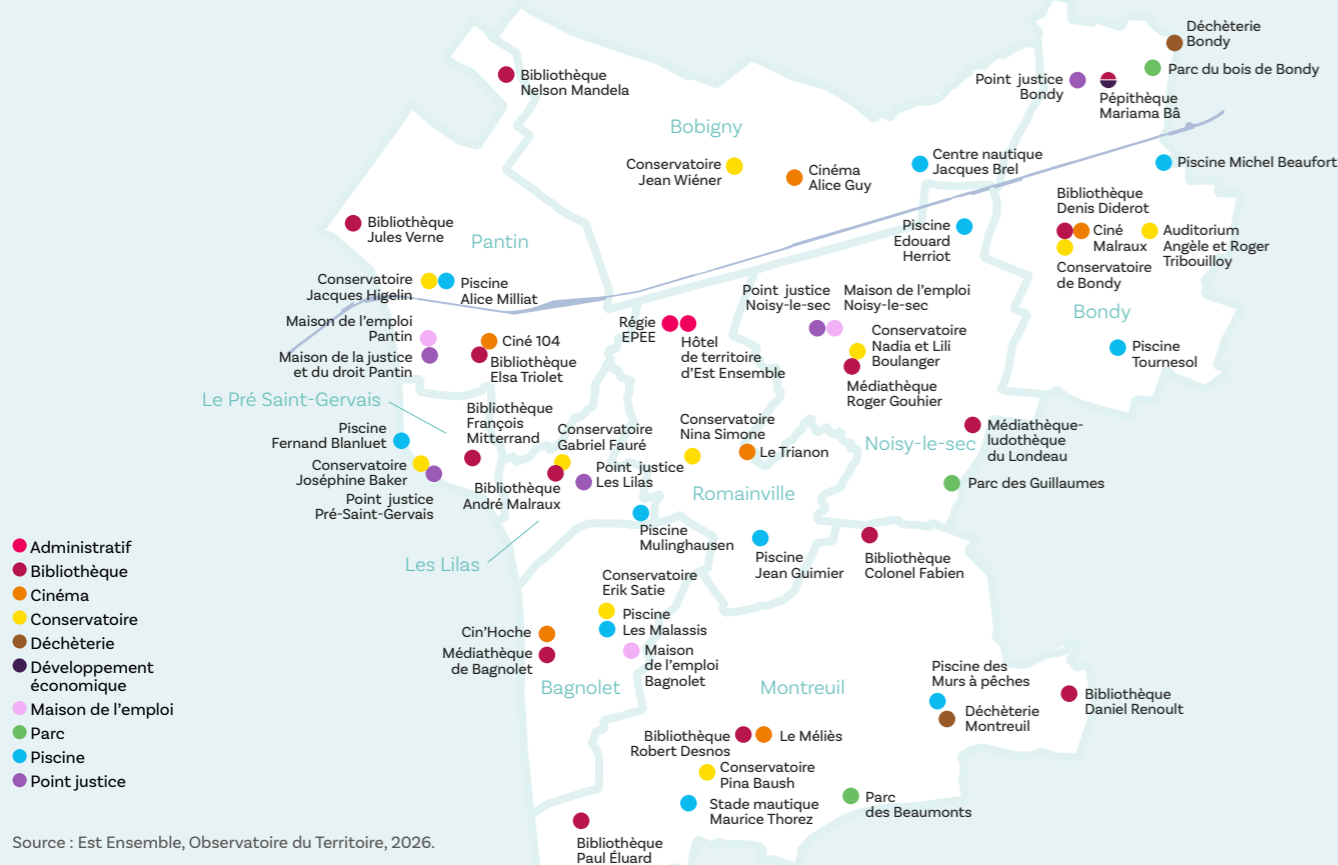 Déchèterie
Bondy
Parc du bois de Bondy
Point justice
Bondy
Pépithèque
Mariama Bâ
Bibliothèque
Nelson Mandela
Bobigny
Conservatoire
Jean Wiéner
Cinéma
Alice Guy
Centre nautique
Jacques Brel
Piscine Michel Beaufort
Bibliothèque
Denis Diderot
Ciné
Malraux
Auditorium
Angèle et Roger
Tribouilloy
Conservatoire
de Bondy
Bondy
Piscine
Tournesol
Bibliothèque
Jules Verne
Pantin
Piscine
Edouard
Herriot
Conservatoire
Jacques Higelin
Piscine
Alice Milliat
Maison de l'emploi
Pantin
Maison de la justice
et du droit Pantin
Ciné 104
Bibliothèque
Elsa Triolet
Régie
EPEE
Hôtel
de territoire
d'Est Ensemble
Point justice
Noisy-le-sec
Maison de l'emploi
Noisy-le-sec
Conservatoire
Nadia et Lili
Boulanger
Médiathèque
Roger Gouhier
Le Pré Saint-Gervais
Piscine
Fernand Blanluet
Conservatoire
Joséphine Baker
Point justice
Pré-Saint-Gervais
Bibliothèque
François
Mitterrand
Conservatoire
Gabriel Fauré
Point justice
Les Lilas
Bibliothèque
André Malraux
Conservatoire
Nina Simone
Le Trianon
Noisy-le-sec
Médiathèque-
ludothèque
du Londeau
Parc des Guillaumes
Romainville
Piscine
Mulinghausen
Piscine
Jean Guimier
Bibliothèque
Colonel Fabien
Les Lilas
Conservatoire
Erik Satie
Piscine
Les Malassis
Cin'Hoche
Médiathèque
de Bagnolet
Maison
de l'emploi
Bagnolet
Bagnolet
Montreuil
Piscine des
Murs à pêches
Déchèterie
Montreuil
Bibliothèque
Daniel Renoult
Bibliothèque
Robert Desnos
Le Méliès
Conservatoire
Pina Baush
Stade mautique
Maurice Thorez
Parc
des Beaumonts
Bibliothèque
Paul Éluard
Administratif
Bibliothèque
Cinéma
Conservatoire
Déchèterie
Développement
économique
Maison de l'emploi
Parc
Piscine
Point justice
Source : Est Ensemble, Observatoire du Territoire, 2026.